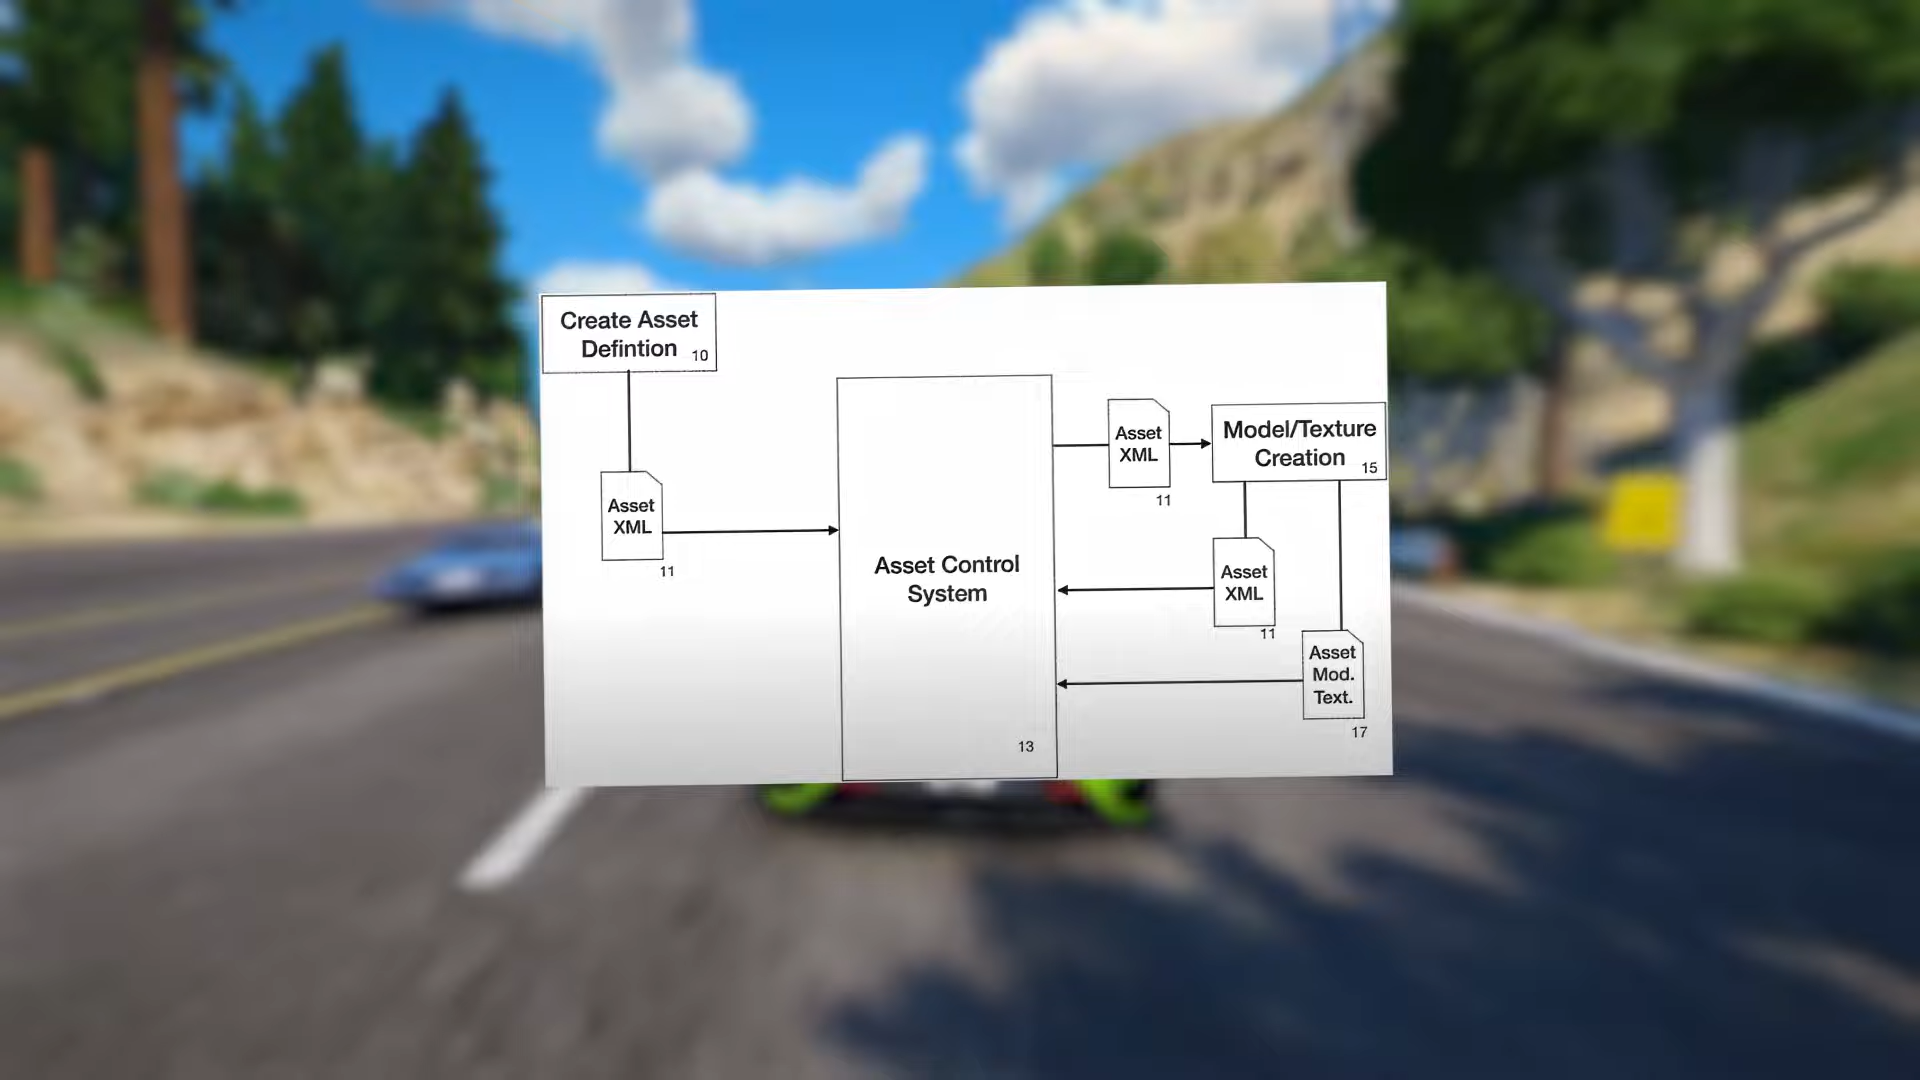 Create Asset
Defintion 10
Asset
XML
11
Asset Control
System
13
Asset
XML
11
Model/Texture
Creation 15
Asset
XML
11
Asset
Mod.
Text.
17